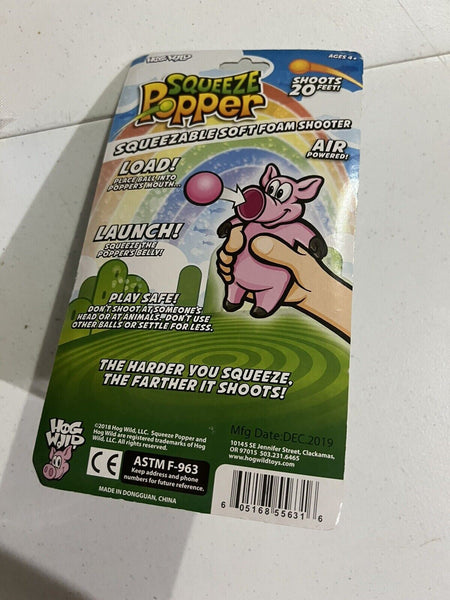 HOG WILD
AGES 4+
SQUEEZE
POPPER
SHOOTS
20 FEET!
SQUEEZABLE SOFT FOAM SHOOTER
AIR
POWERED!
LOAD!
PLACE BALL INTO
POPPER'S MOUTH...
LAUNCH!
SQUEEZE THE
POPPER'S BELLY!
PLAY SAFE!
DON'T SHOOT AT SOMEONE'S
HEAD OR AT ANIMALS. DON'T USE
OTHER BALLS OR SETTLE FOR LESS.
THE HARDER YOU SQUEEZE,
THE FARTHER IT SHOOTS!
HOG
WILD
©2018 Hog Wild, LLC. Squeeze Popper and
Hog Wild are registered trademarks of Hog
Wild, LLC. All rights reserved.
CE
ASTM F-963
Keep address and phone
numbers for future reference.
MADE IN DONGGUAN, CHINA
Mfg Date:DEC.2019
10145 SE Jennifer Street, Clackamas,
OR 97015 503.231.6465
www.hogwildtoys.com
6 05168 55631 6